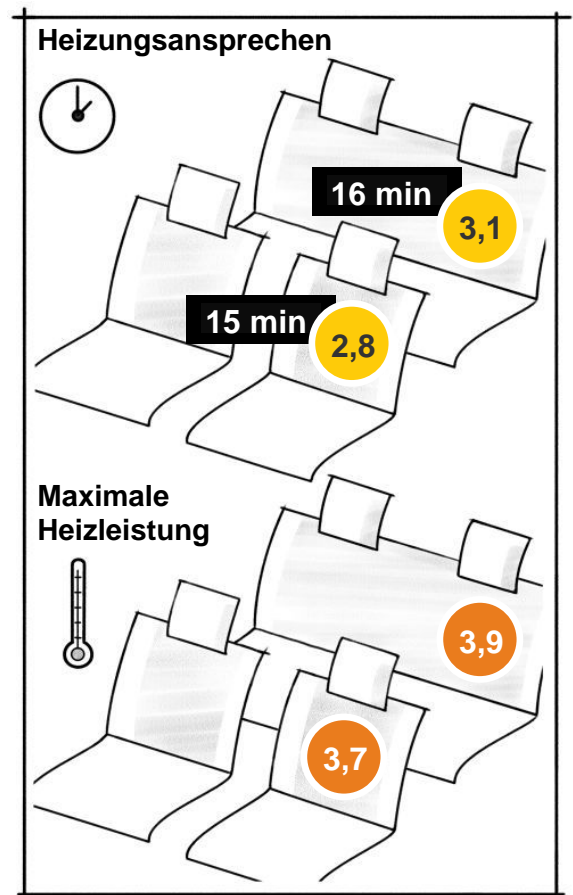 Heizungsansprechen
16 min
3,1
15 min
2,8
Maximale
Heizleistung
3,9
3,7